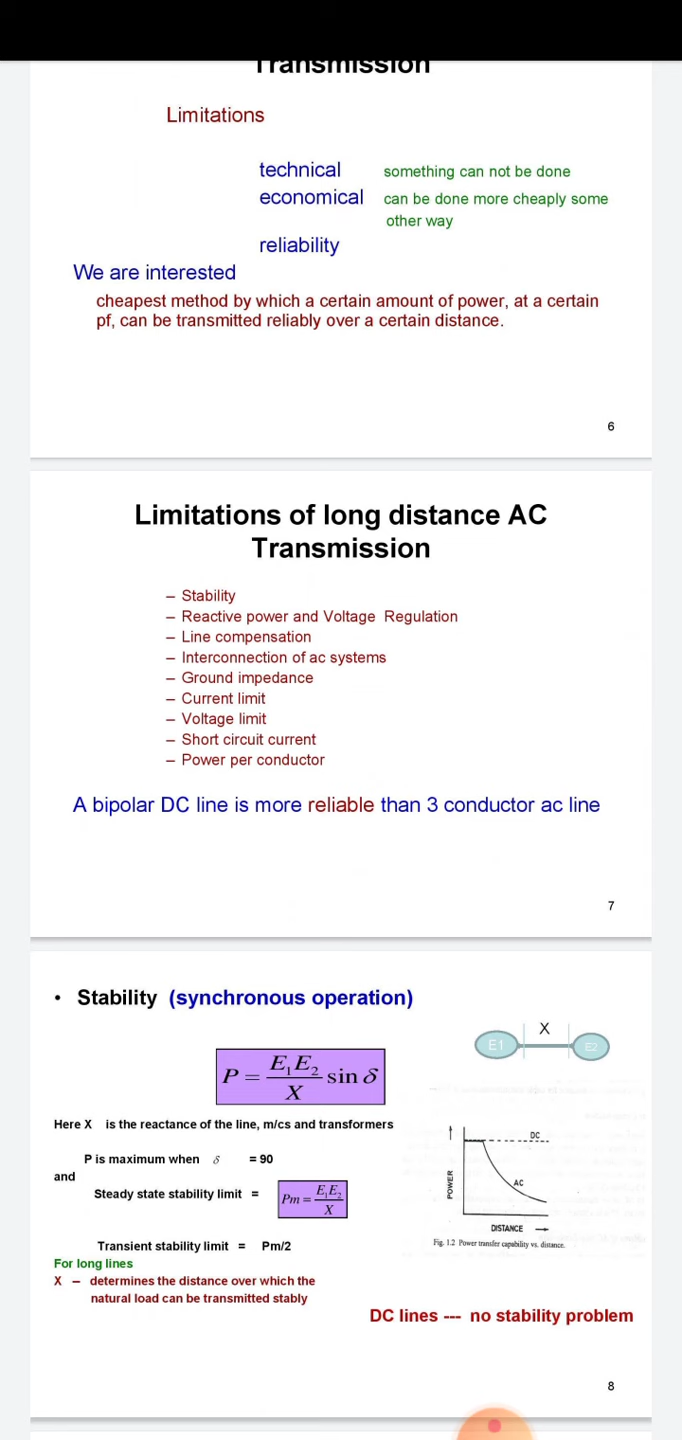 Transmission
Limitations
technical something can not be done
economical can be done more cheaply some
other way
reliability
We are interested
cheapest method by which a certain amount of power, at a certain
pf, can be transmitted reliably over a certain distance.
6
Limitations of long distance AC
Transmission
– Stability
– Reactive power and Voltage Regulation
– Line compensation
– Interconnection of ac systems
– Ground impedance
– Current limit
– Voltage limit
– Short circuit current
– Power per conductor
A bipolar DC line is more reliable than 3 conductor ac line
7
• Stability (synchronous operation)
X
E1 E2
P = E₁E₂/X sin δ
Here X is the reactance of the line, m/cs and transformers
P is maximum when δ = 90
and
Steady state stability limit = Pm = E₁E₂/X
Transient stability limit = Pm/2
For long lines
X – determines the distance over which the
natural load can be transmitted stably
DC
AC
POWER
DISTANCE
Fig. 1.2 Power transfer capability vs. distance.
DC lines --- no stability problem
8